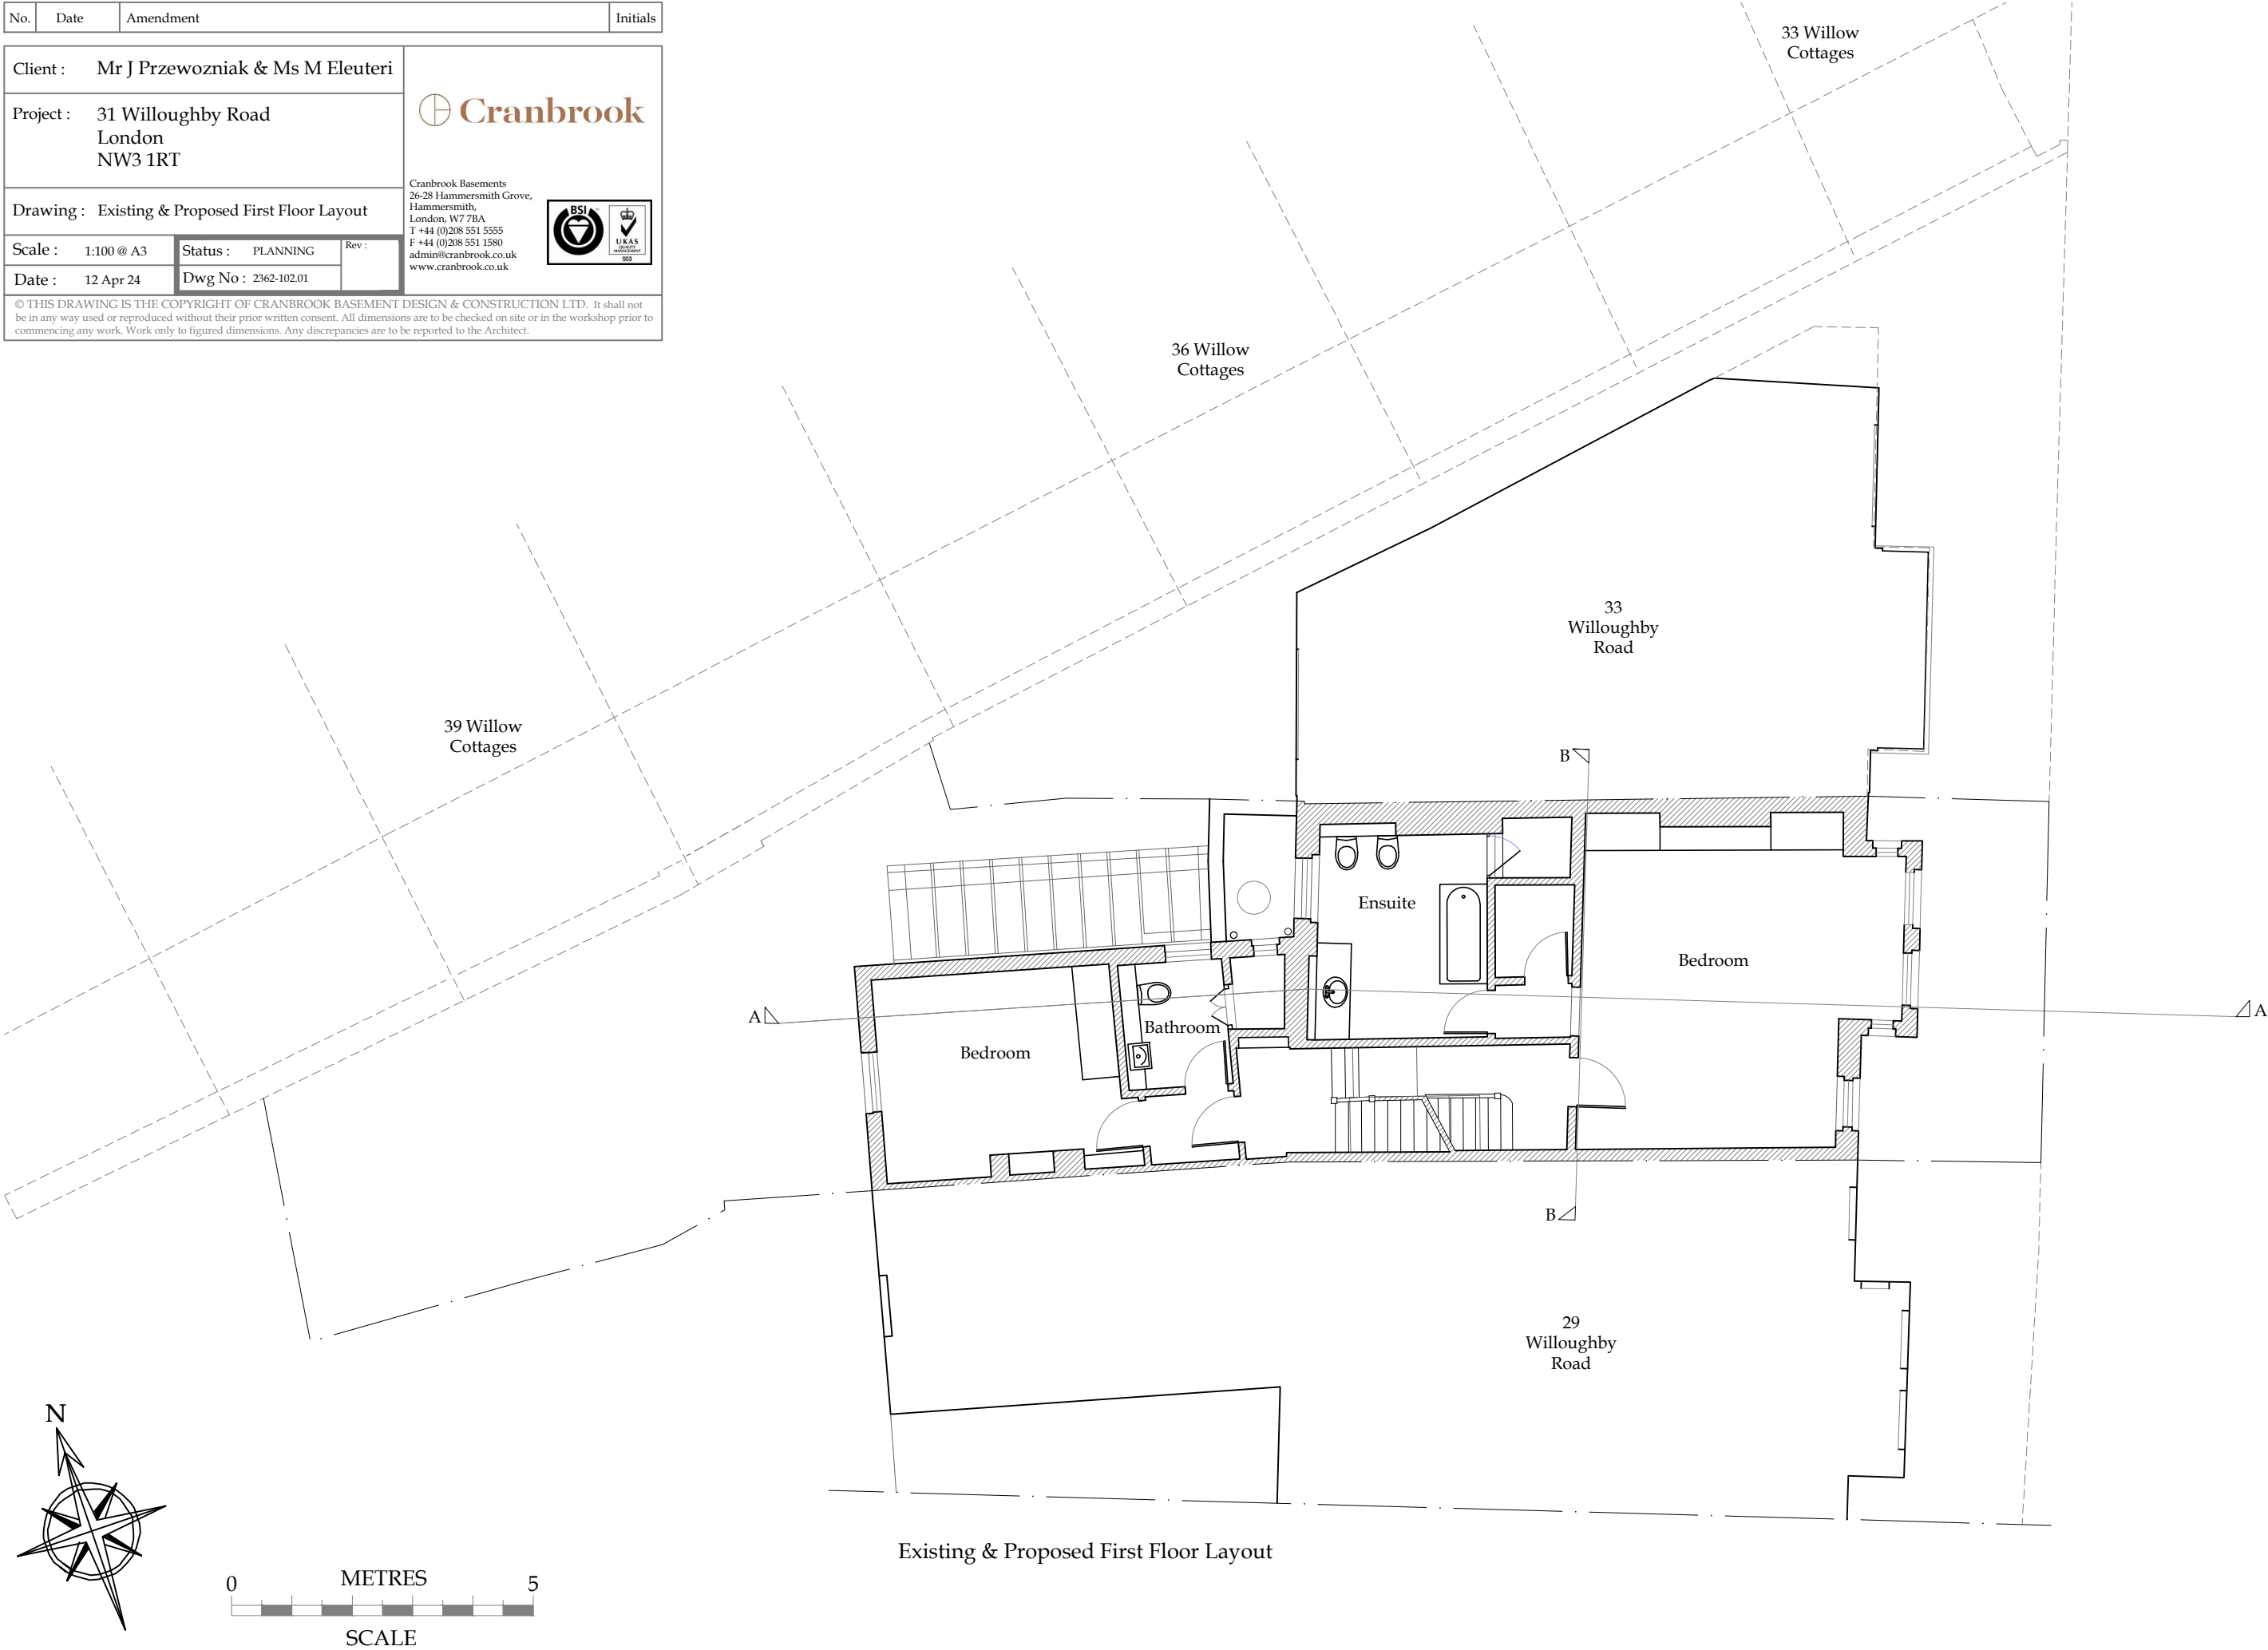 No. Date Amendment Initials
Client : Mr J Przewozniak & Ms M Eleuteri
Project : 31 Willoughby Road
London
NW3 1RT
Drawing : Existing & Proposed First Floor Layout
Scale : 1:100 @ A3
Status : PLANNING
Rev :
Date : 12 Apr 24
Dwg No : 2362-102.01
Cranbrook
Cranbrook Basements
26-28 Hammersmith Grove,
Hammersmith,
London, W7 7BA
T +44 (0)208 551 5555
F +44 (0)208 551 1580
admin@cranbrook.co.uk
www.cranbrook.co.uk
BSI
UKAS
QUALITY
MANAGEMENT
003
© THIS DRAWING IS THE COPYRIGHT OF CRANBROOK BASEMENT DESIGN & CONSTRUCTION LTD. It shall not
be in any way used or reproduced without their prior written consent. All dimensions are to be checked on site or in the workshop prior to
commencing any work. Work only to figured dimensions. Any discrepancies are to be reported to the Architect.
33 Willow
Cottages
36 Willow
Cottages
39 Willow
Cottages
33
Willoughby
Road
B
Ensuite
Bedroom
A
A
Bathroom
Bedroom
B
29
Willoughby
Road
N
Existing & Proposed First Floor Layout
0 METRES 5
SCALE